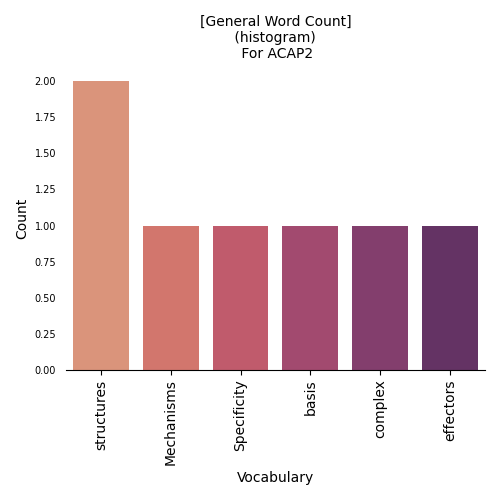 [General Word Count]
(histogram)
For ACAP2
2.00
1.75
1.50
1.25
1.00
0.75
0.50
0.25
0.00
Count
structures
Mechanisms
Specificity
basis
complex
effectors
Vocabulary